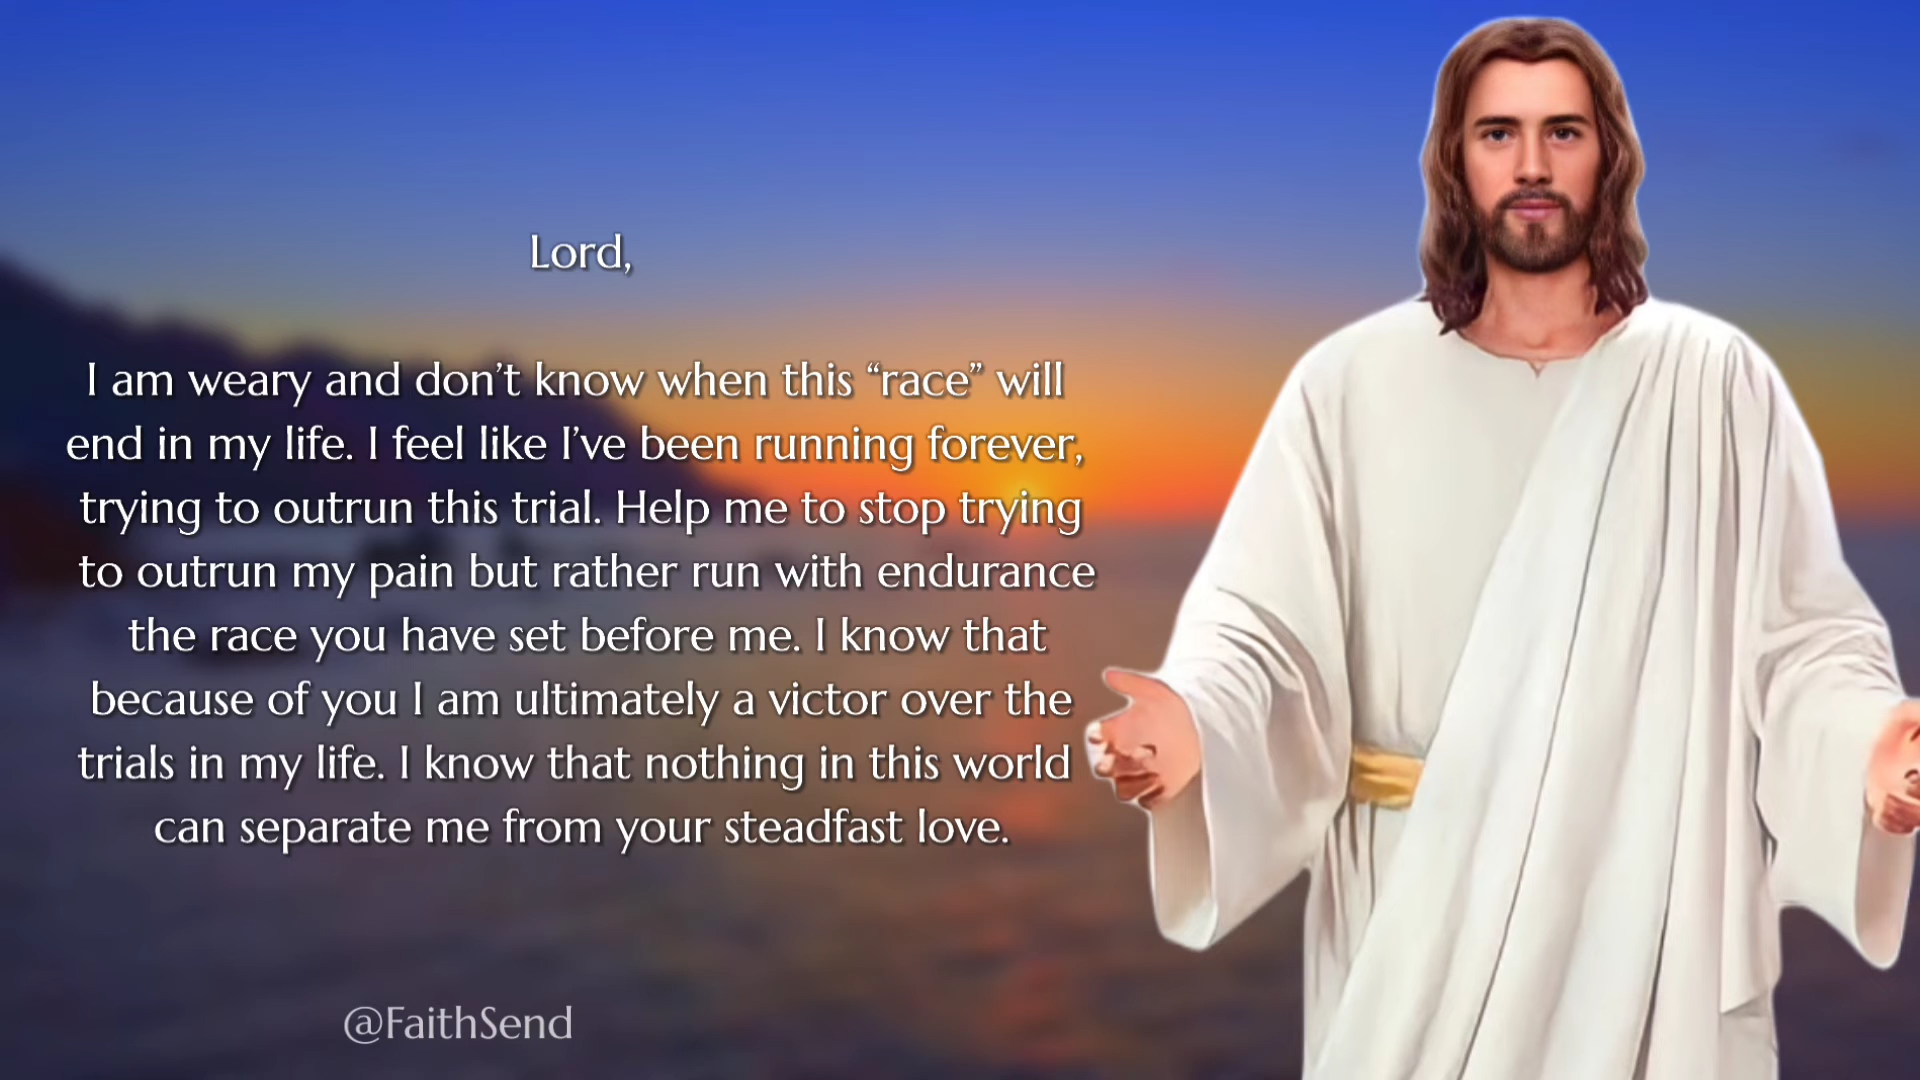 Lord,
I am weary and don’t know when this “race” will
end in my life. I feel like I’ve been running forever,
trying to outrun this trial. Help me to stop trying
to outrun my pain but rather run with endurance
the race you have set before me. I know that
because of you I am ultimately a victor over the
trials in my life. I know that nothing in this world
can separate me from your steadfast love.
@FaithSend